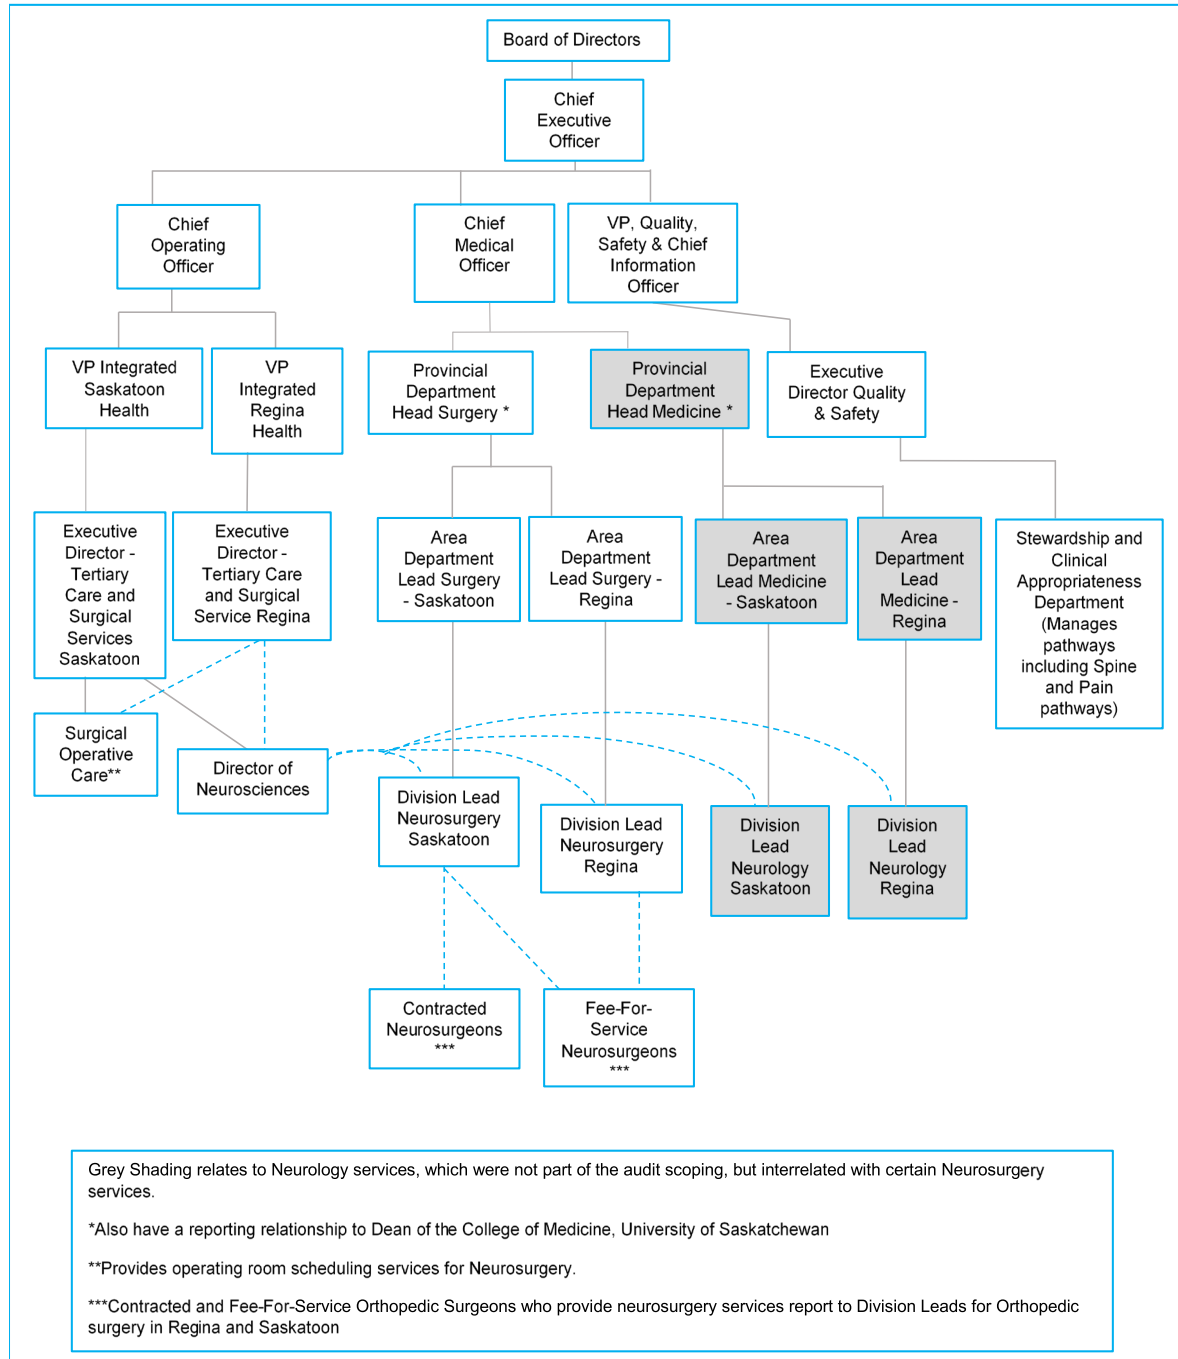 Board of Directors
Chief
Executive
Officer
Chief
Operating
Officer
Chief
Medical
Officer
VP, Quality,
Safety & Chief
Information
Officer
VP Integrated
Saskatoon
Health
VP
Integrated
Regina
Health
Provincial
Department
Head Surgery *
Provincial
Department
Head Medicine *
Executive
Director Quality
& Safety
Executive
Director -
Tertiary
Care and
Surgical
Services
Saskatoon
Executive
Director -
Tertiary Care
and Surgical
Service Regina
Area
Department
Lead Surgery
- Saskatoon
Area
Department
Lead Surgery -
Regina
Area
Department
Lead Medicine
- Saskatoon
Area
Department
Lead
Medicine -
Regina
Stewardship and
Clinical
Appropriateness
Department
(Manages
pathways
including Spine
and Pain
pathways)
Surgical
Operative
Care**
Director of
Neurosciences
Division Lead
Neurosurgery
Saskatoon
Division Lead
Neurosurgery
Regina
Division
Lead
Neurology
Saskatoon
Division
Lead
Neurology
Regina
Contracted
Neurosurgeons
***
Fee-For-
Service
Neurosurgeons
***
Grey Shading relates to Neurology services, which were not part of the audit scoping, but interrelated with certain Neurosurgery
services.
*Also have a reporting relationship to Dean of the College of Medicine, University of Saskatchewan
**Provides operating room scheduling services for Neurosurgery.
***Contracted and Fee-For-Service Orthopedic Surgeons who provide neurosurgery services report to Division Leads for Orthopedic
surgery in Regina and Saskatoon